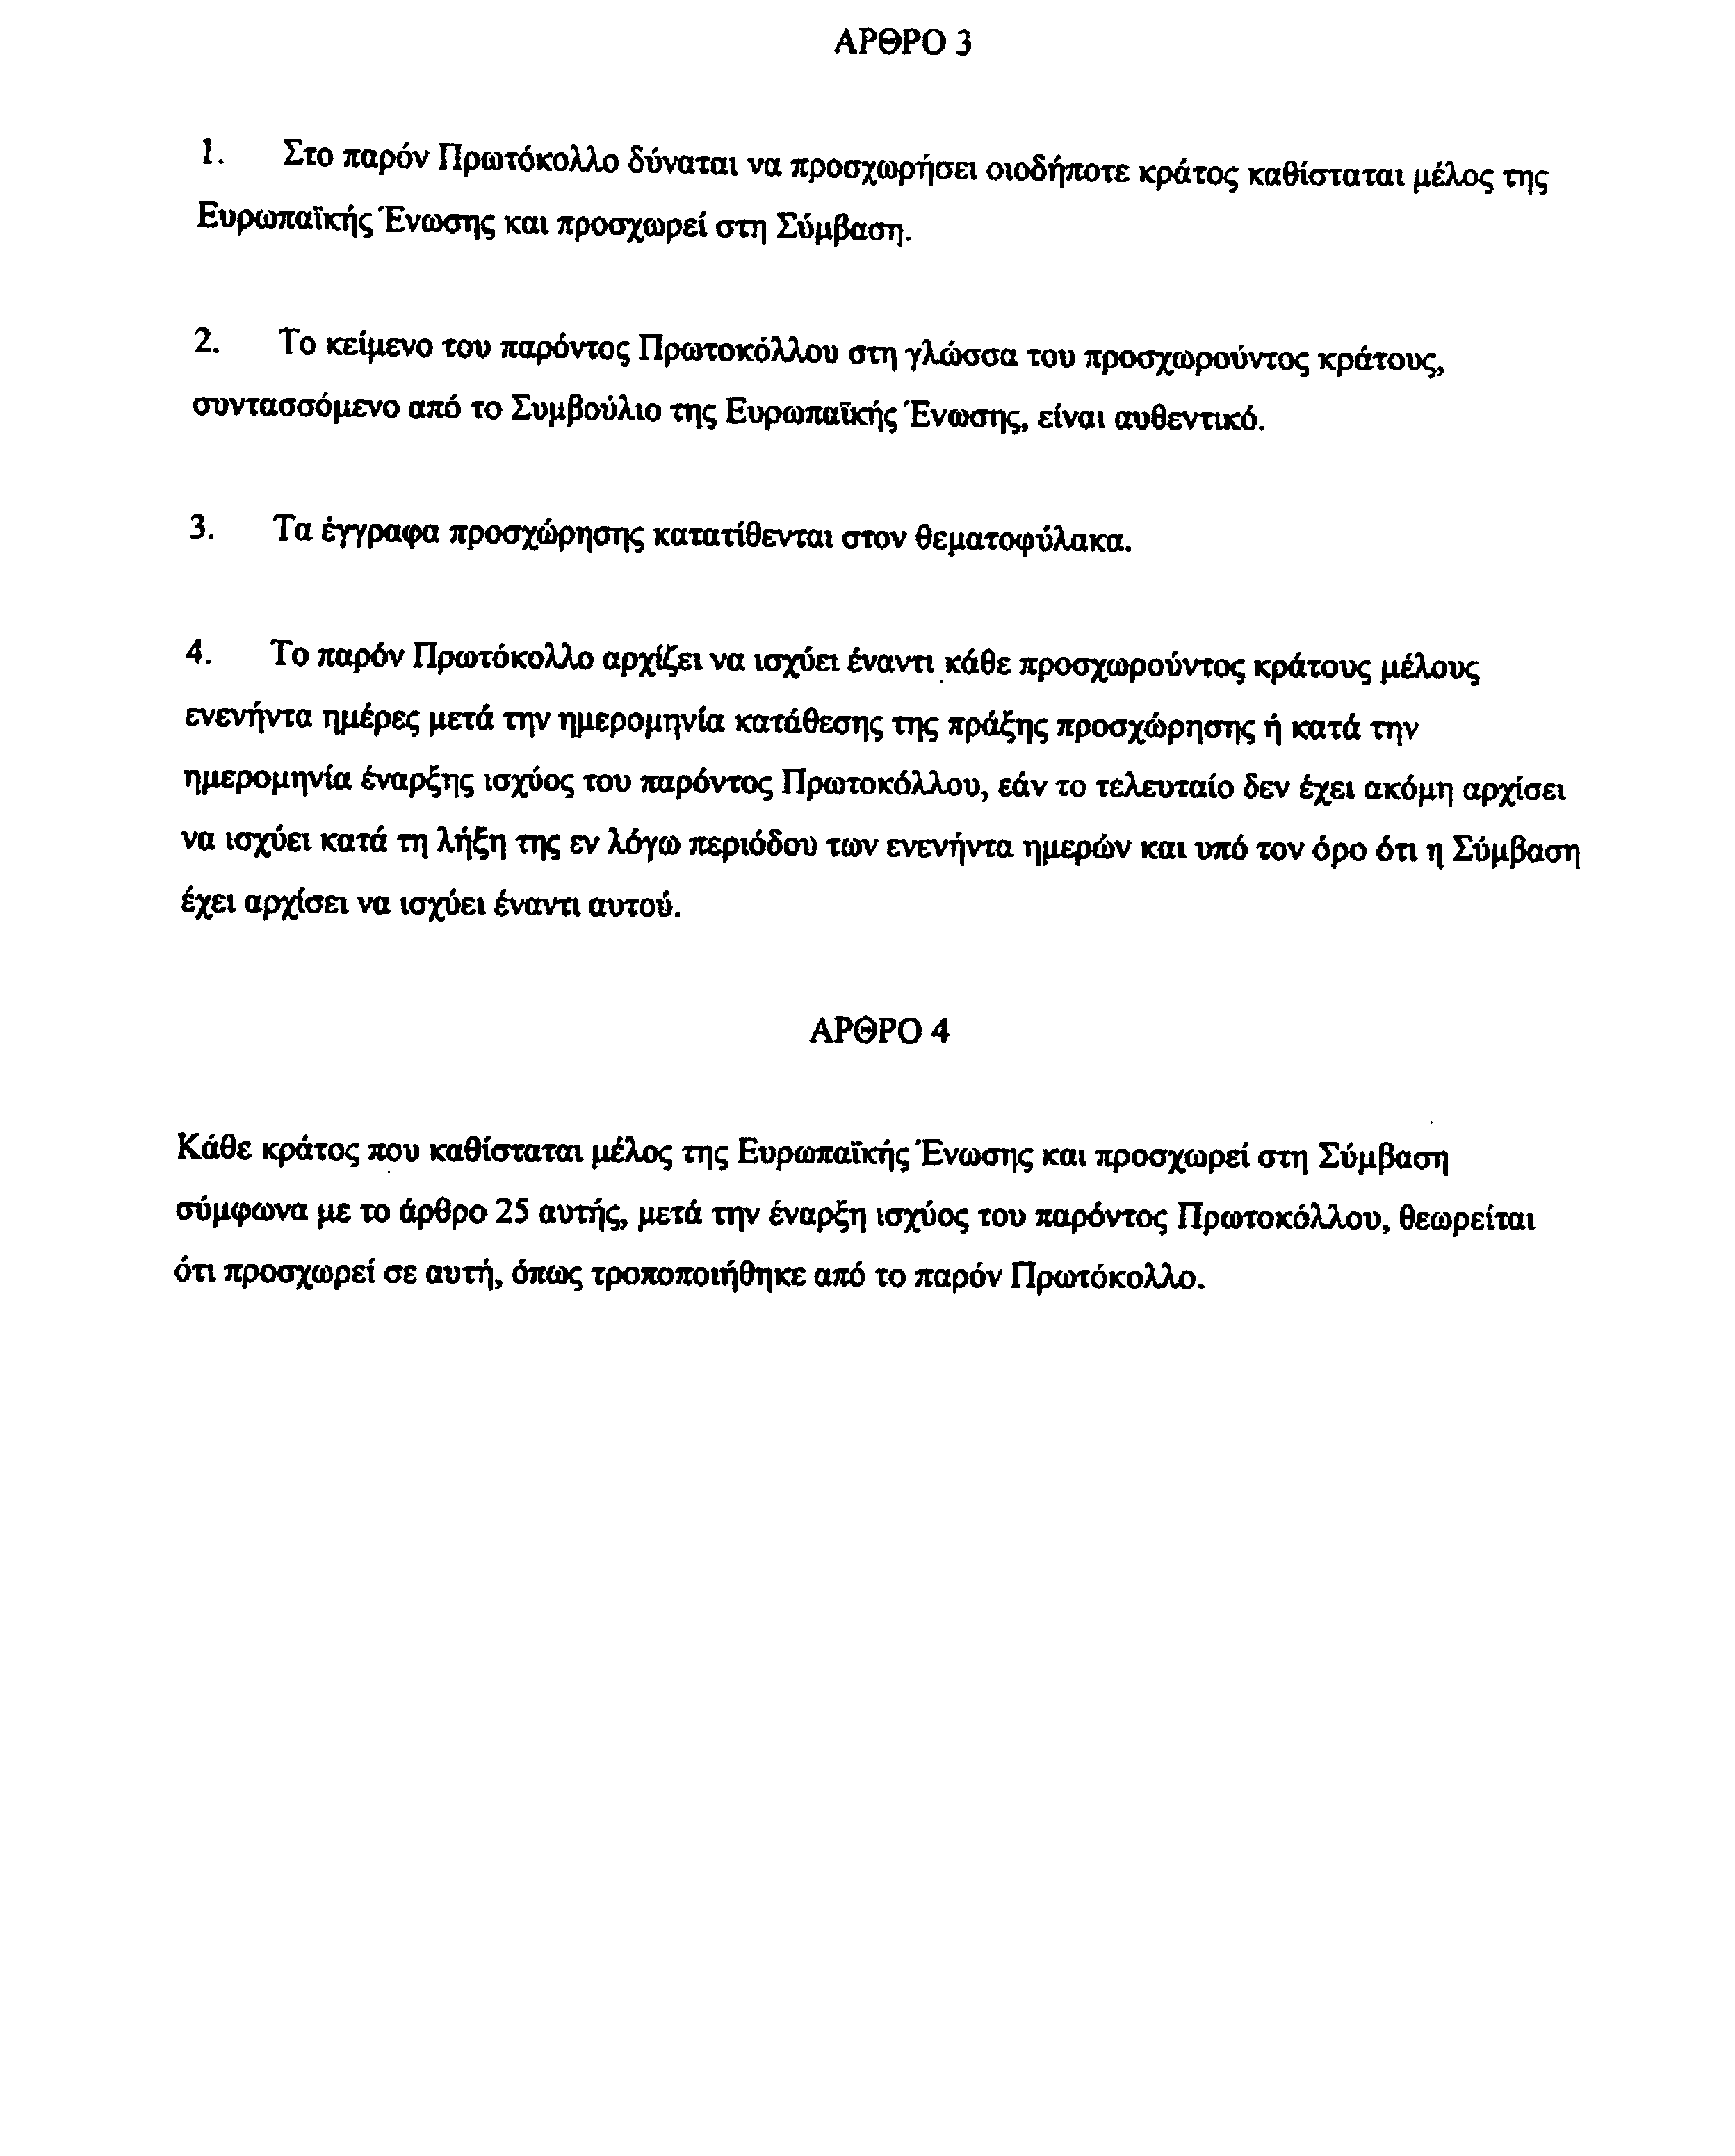 ΑΡΘΡΟ 3
1. Στο παρόν Πρωτόκολλο δύναται να προσχωρήσει οιοδήποτε κράτος καθίσταται μέλος της
Ευρωπαϊκής Ένωσης και προσχωρεί στη Σύμβαση.
2. Το κείμενο του παρόντος Πρωτοκόλλου στη γλώσσα του προσχωρούντος κράτους,
συντασσόμενο από το Συμβούλιο της Ευρωπαϊκής Ένωσης, είναι αυθεντικό.
3. Τα έγγραφα προσχώρησης κατατίθενται στον θεματοφύλακα.
4. Το παρόν Πρωτόκολλο αρχίζει να ισχύει έναντι κάθε προσχωρούντος κράτους μέλους
ενενήντα ημέρες μετά την ημερομηνία κατάθεσης της πράξης προσχώρησης ή κατά την
ημερομηνία έναρξης ισχύος του παρόντος Πρωτοκόλλου, εάν το τελευταίο δεν έχει ακόμη αρχίσει
να ισχύει κατά τη λήξη της εν λόγω περιόδου των ενενήντα ημερών και υπό τον όρο ότι η Σύμβαση
έχει αρχίσει να ισχύει έναντι αυτού.
ΑΡΘΡΟ 4
Κάθε κράτος που καθίσταται μέλος της Ευρωπαϊκής Ένωσης και προσχωρεί στη Σύμβαση
σύμφωνα με το άρθρο 25 αυτής, μετά την έναρξη ισχύος του παρόντος Πρωτοκόλλου, θεωρείται
ότι προσχωρεί σε αυτή, όπως τροποποιήθηκε από το παρόν Πρωτόκολλο.